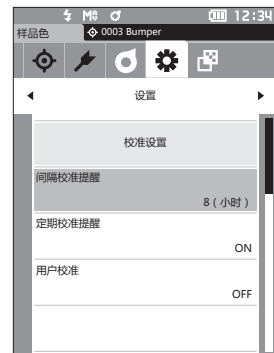 M 12:34
样品色 0003 Bumper
设置
校准设置
间隔校准提醒
8 ( 小时 )
定期校准提醒
ON
用户校准
OFF